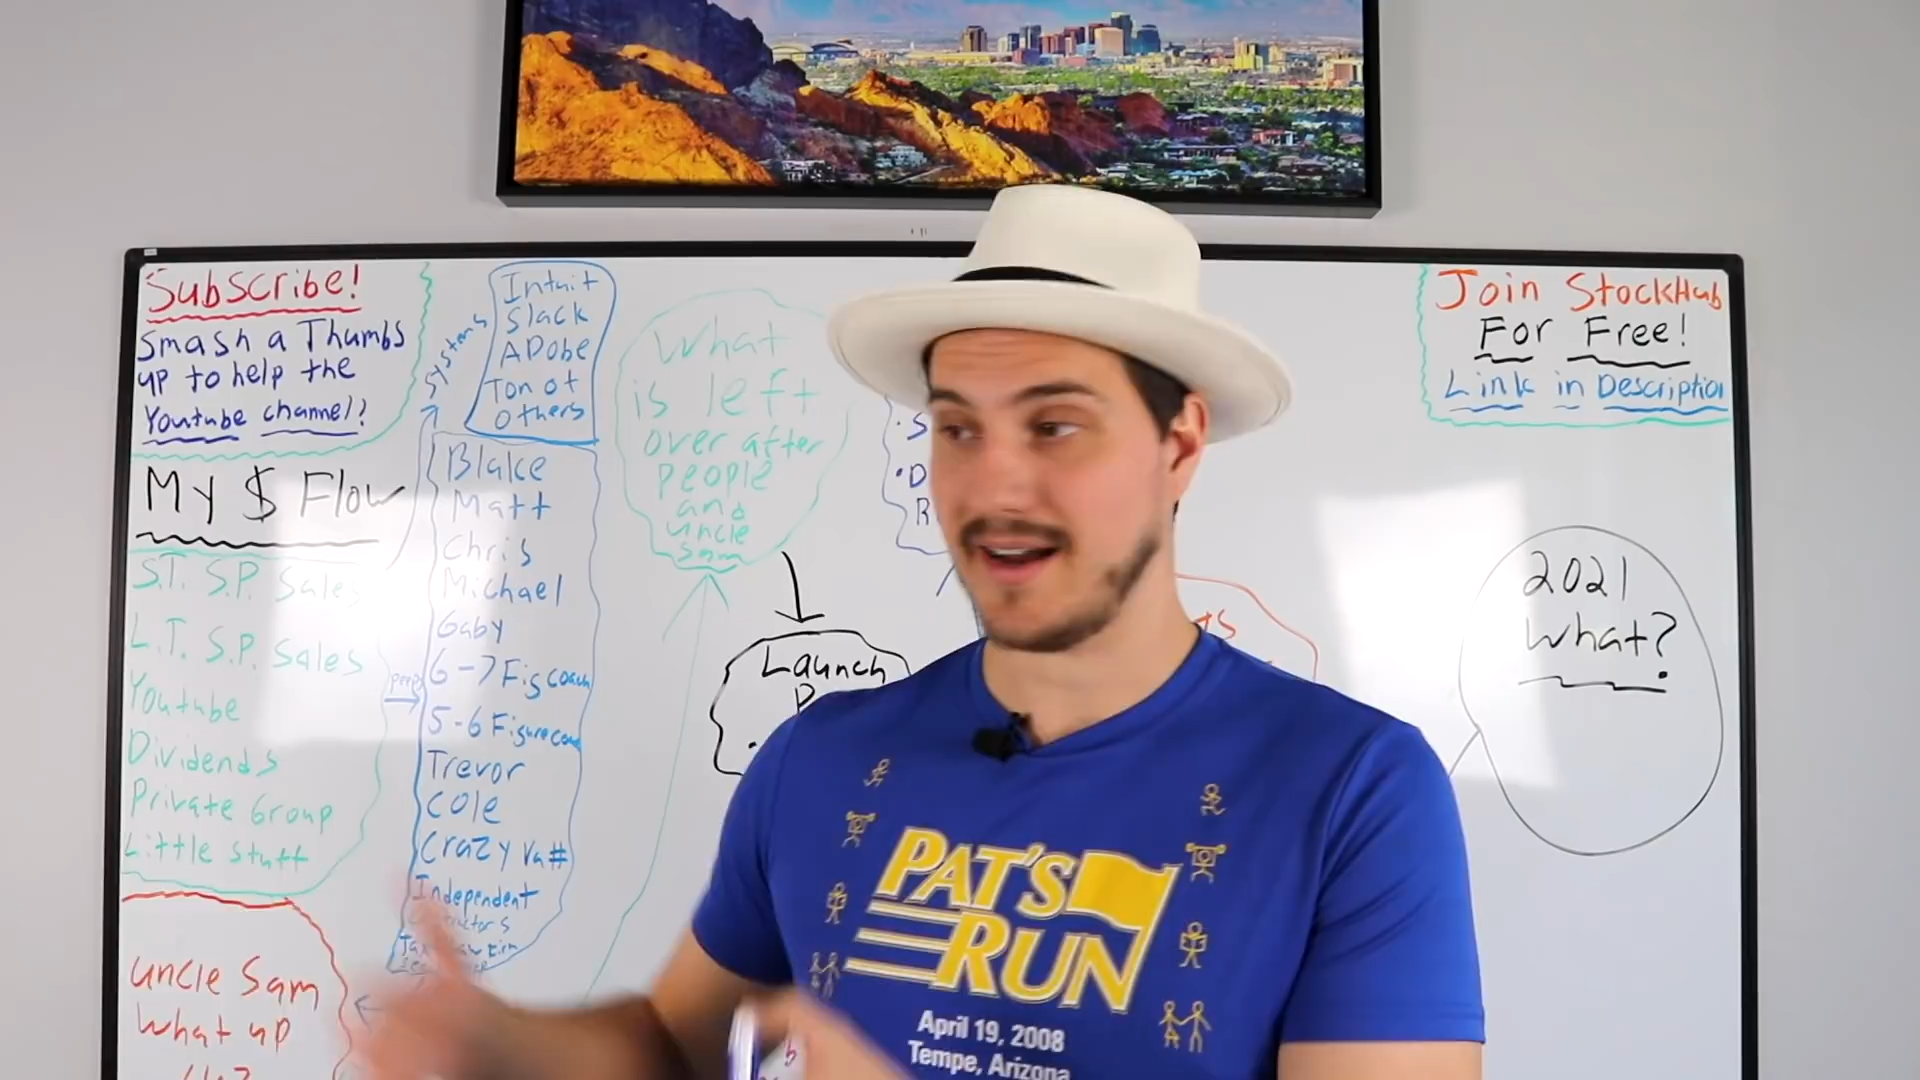 Subscribe!
Smash a Thumbs
up to help the
Youtube channel?
My $ Flow
S.T. S.P. Sales
L.T. S.P. Sales
Youtube
Dividends
Private Group
Little stuff
Uncle Sam
What up
Systems
Intuit
Slack
ADobe
Ton of
others
peep
Blake
Matt
Chris
Michael
Gaby
6-7 Fig coach
5-6 Figure
Trevor
Cole
Crazy
Independent
What
is left
over after
people
and
uncle
sam
S
D
R
Launch
P
ts
Join StockHub
For Free!
Link in Description
2021
What?
PAT'S
RUN
April 19, 2008
Tempe, Arizona